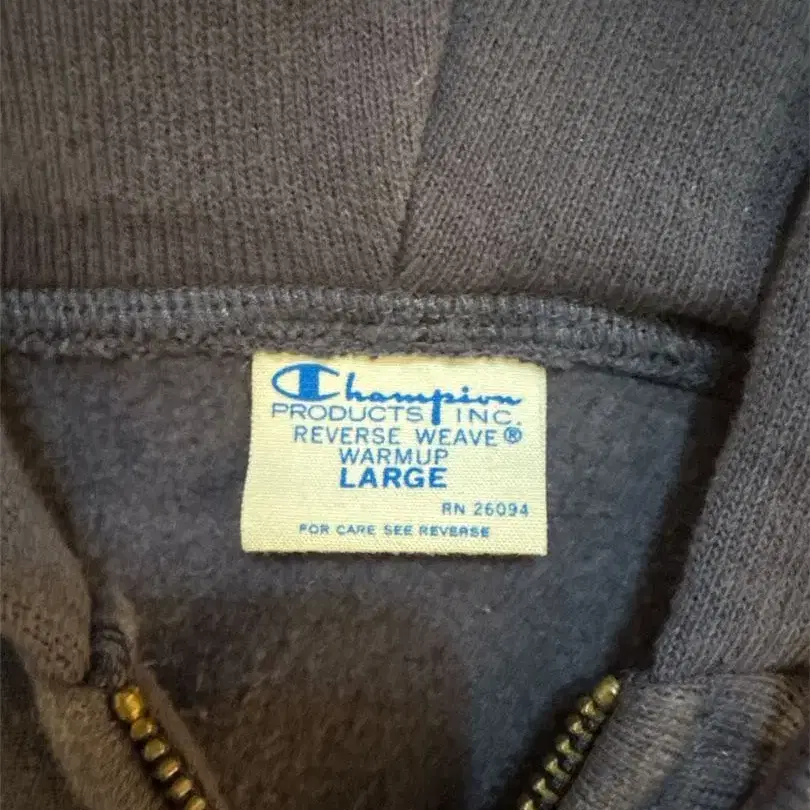 Champion
PRODUCTS INC.
REVERSE WEAVE®
WARMUP
LARGE
RN 26094
FOR CARE SEE REVERSE